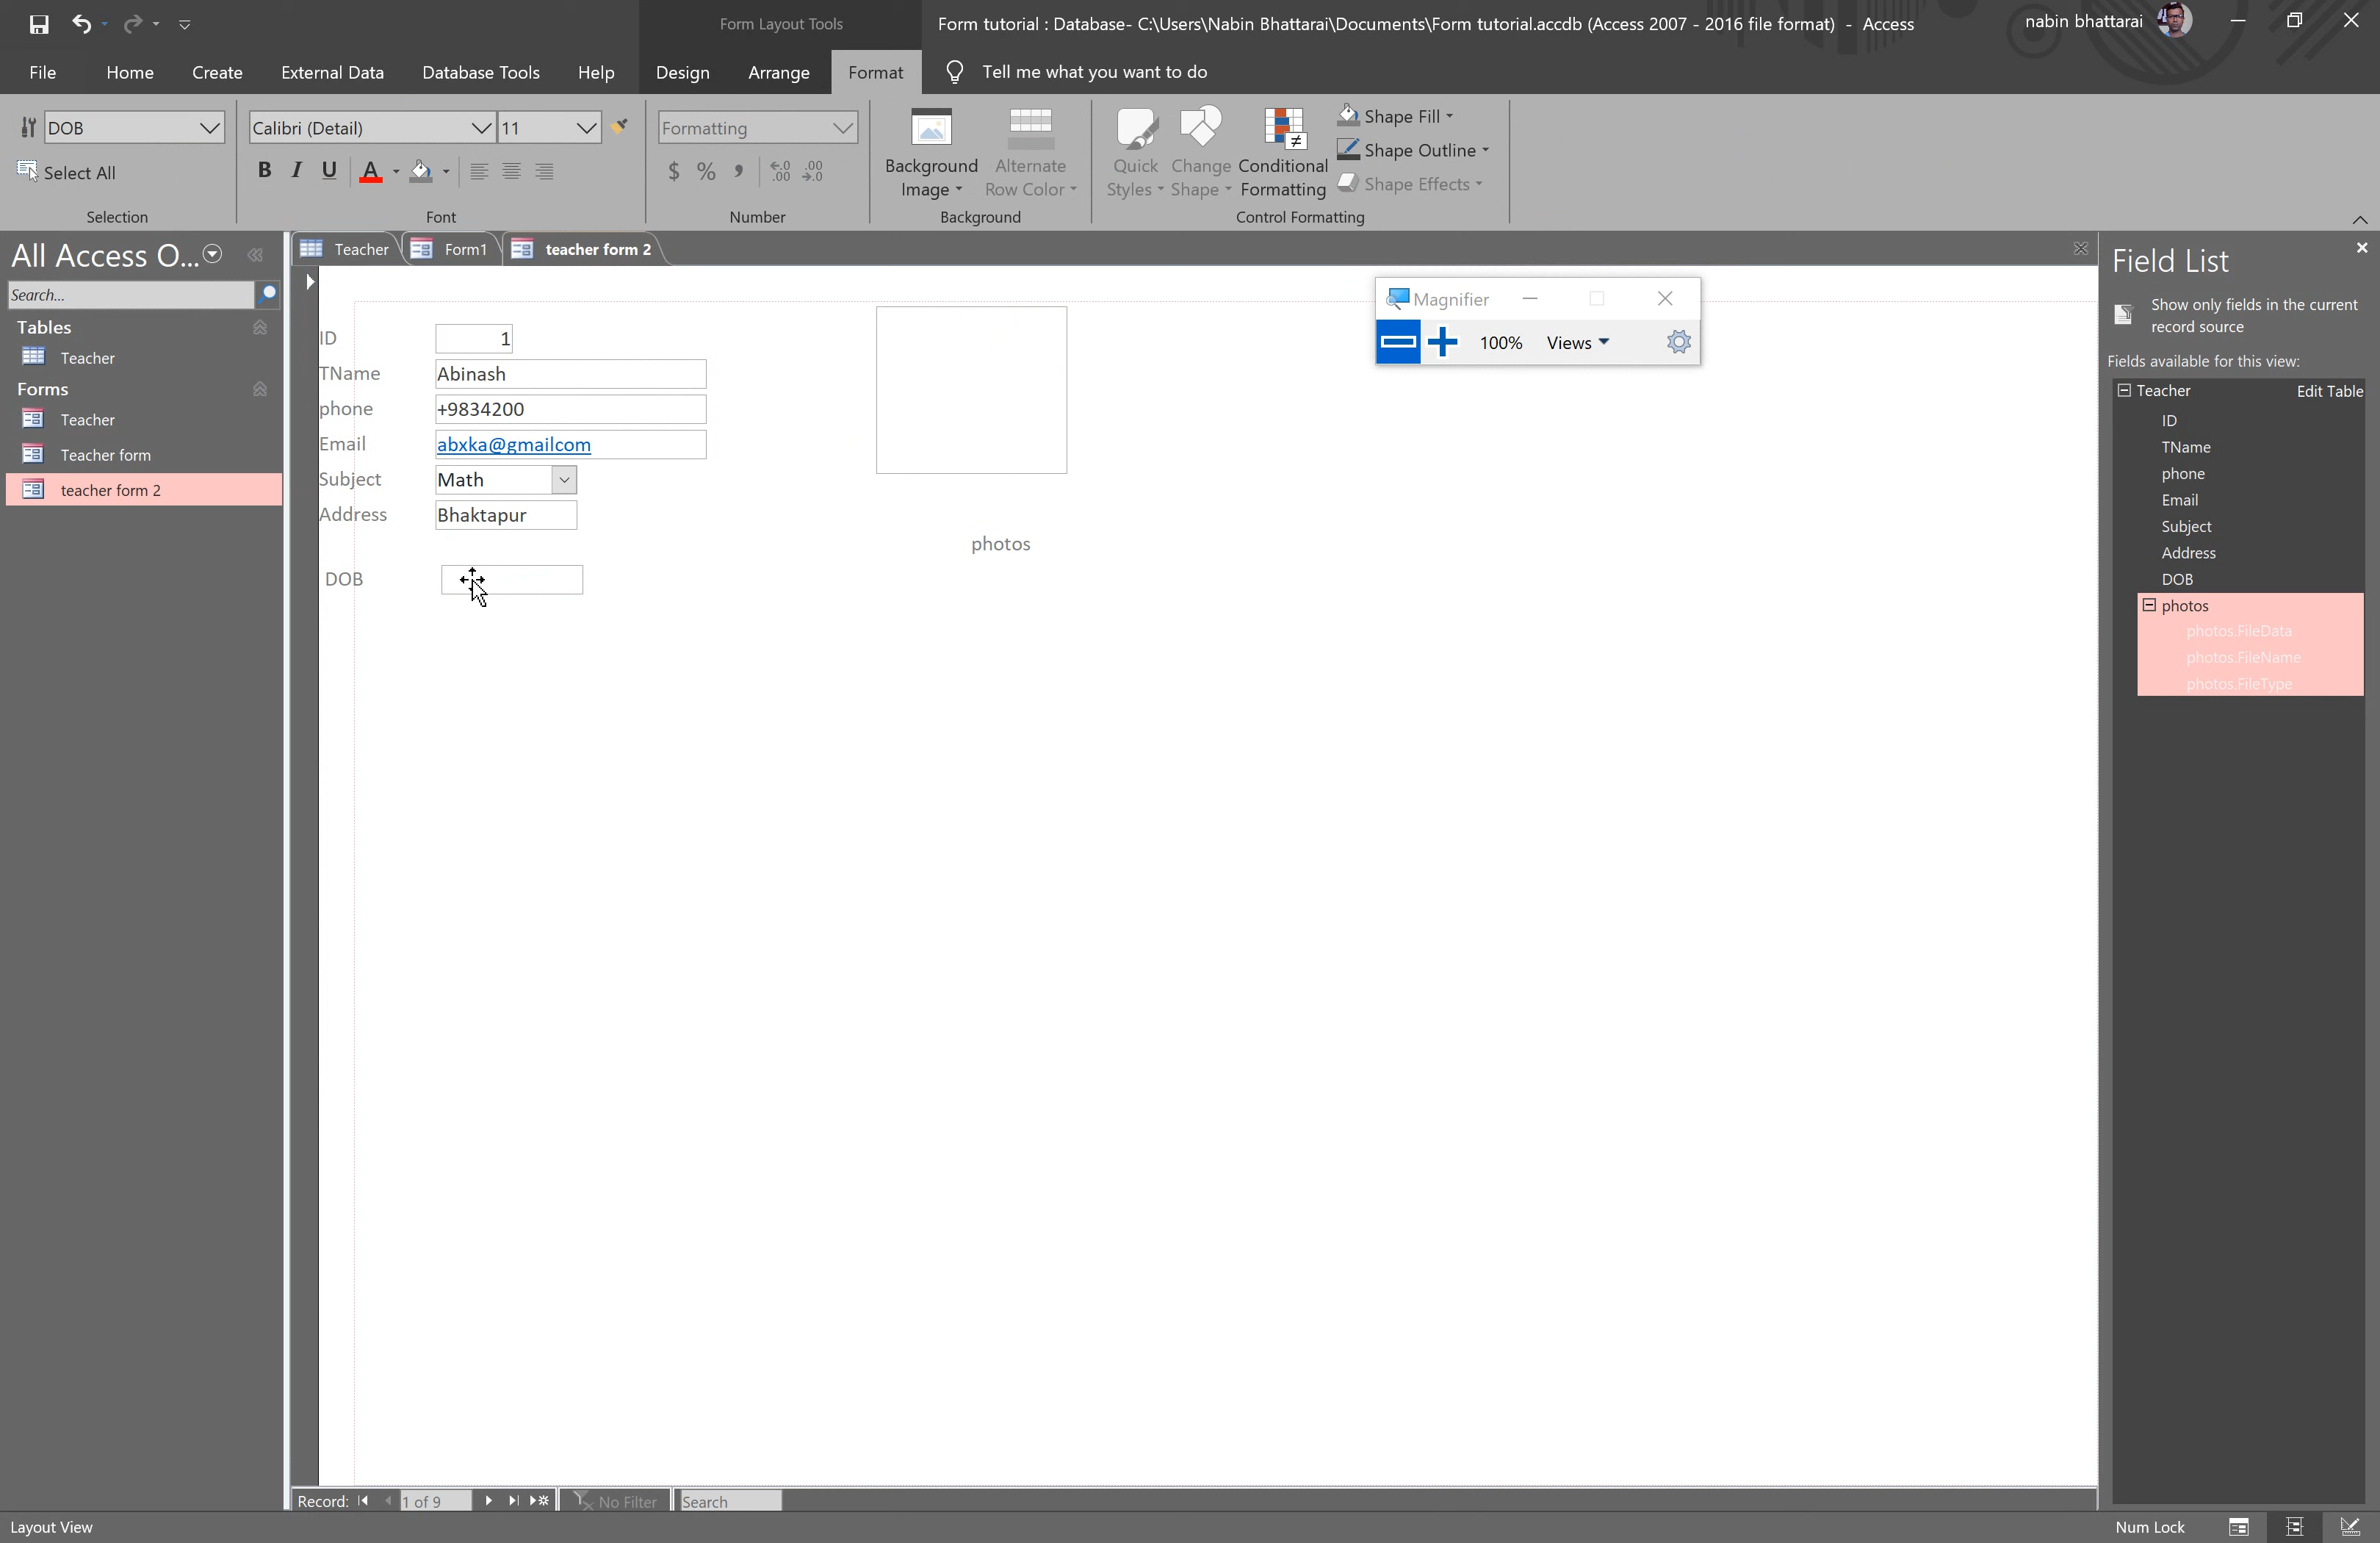 Form Layout Tools
Form tutorial : Database- C:\Users\Nabin Bhattarai\Documents\Form tutorial.accdb (Access 2007 - 2016 file format) - Access
nabin bhattarai
File Home Create External Data Database Tools Help Design Arrange Format Tell me what you want to do
DOB
Select All
Selection
Calibri (Detail) 11
B I U A
Font
Formatting
$ % , ←.0 .00 .00 →.0
Number
Background Image
Alternate Row Color
Background
Quick Styles
Change Shape
Conditional Formatting
Shape Fill
Shape Outline
Shape Effects
Control Formatting
All Access O...
Search...
Tables
Teacher
Forms
Teacher
Teacher form
teacher form 2
Teacher Form1 teacher form 2
ID 1
TName Abinash
phone +9834200
Email abxka@gmailcom
Subject Math
Address Bhaktapur
DOB
photos
Magnifier
100% Views
Field List
Show only fields in the current
record source
Fields available for this view:
Teacher Edit Table
ID
TName
phone
Email
Subject
Address
DOB
photos
photos.FileData
photos.FileName
photos.FileType
Record: 1 of 9 No Filter Search
Layout View
Num Lock